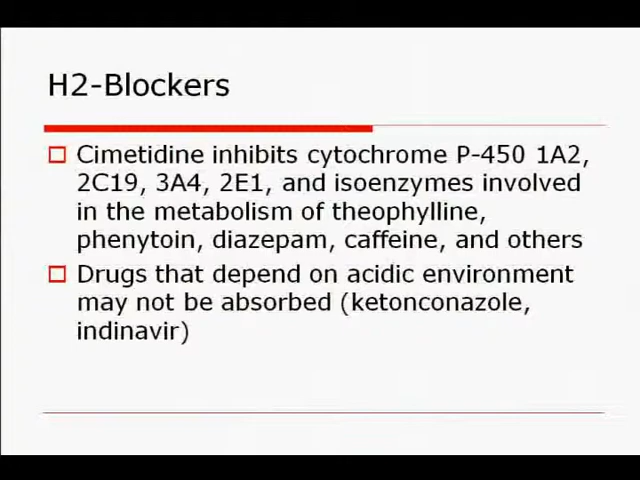 H2-Blockers
Cimetidine inhibits cytochrome P-450 1A2,
2C19, 3A4, 2E1, and isoenzymes involved
in the metabolism of theophylline,
phenytoin, diazepam, caffeine, and others
Drugs that depend on acidic environment
may not be absorbed (ketonconazole,
indinavir)